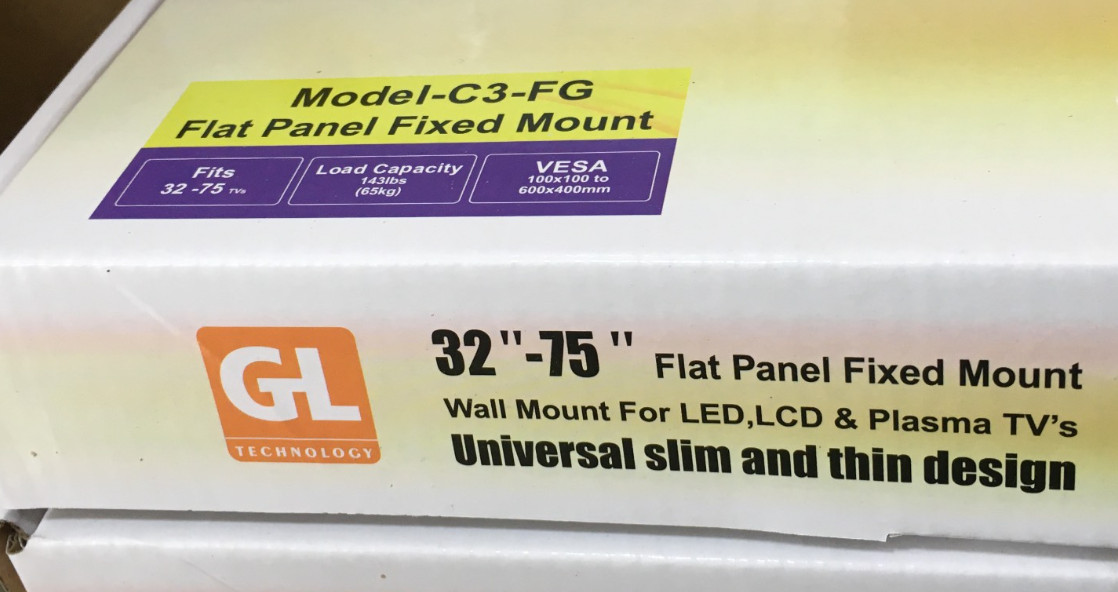 Model-C3-FG
Flat Panel Fixed Mount
Fits
32 -75 TVs
Load Capacity
143lbs
(65kg)
VESA
100x100 to
600x400mm
GL
TECHNOLOGY
32"-75" Flat Panel Fixed Mount
Wall Mount For LED,LCD & Plasma TV's
Universal slim and thin design